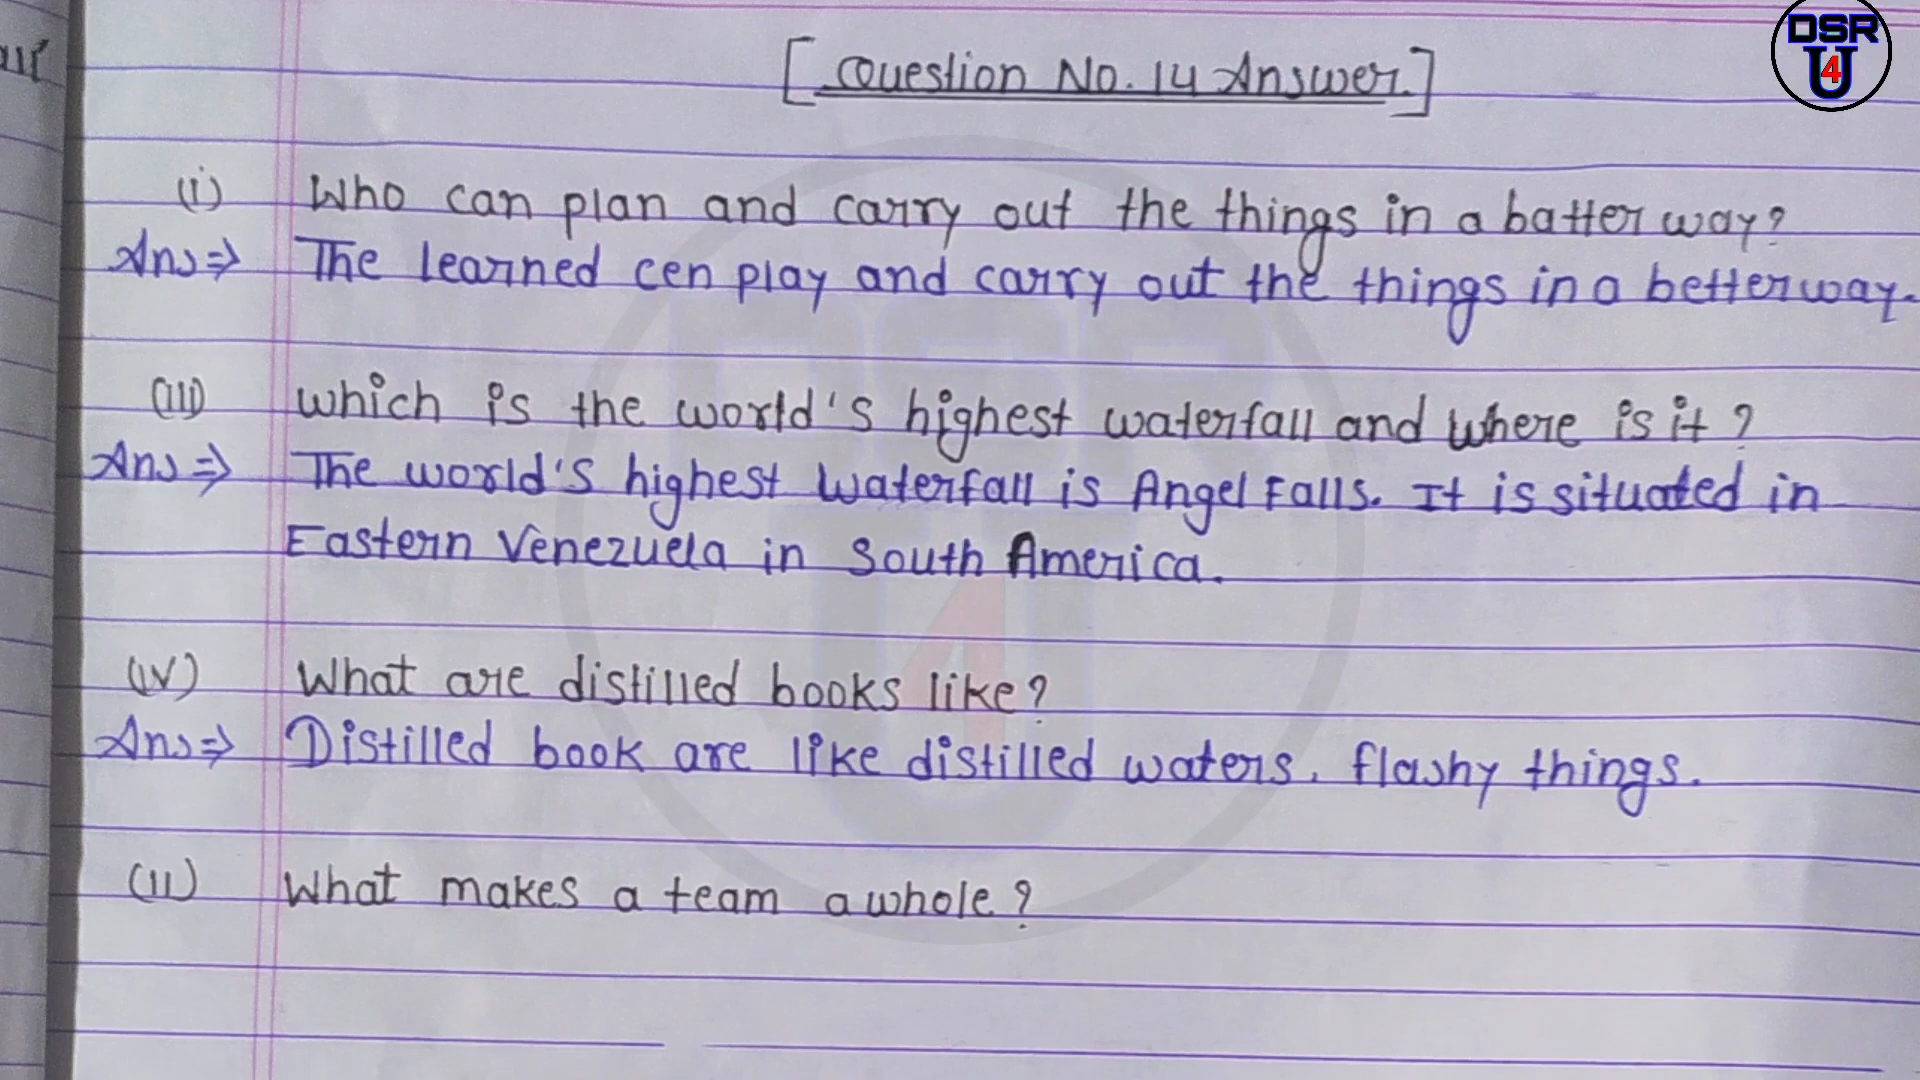 [Question No. 14 Answer.]
DSR
U
4
(i) Who can plan and carry out the things in a batter way?
Ans⇒ The learned cen play and carry out the things in a better way.
(III) which is the world's highest waterfall and where is it?
Ans⇒ The world's highest waterfall is Angel Falls. It is situated in
Eastern Venezuela in South America.
(IV) What are distilled books like?
Ans⇒ Distilled book are like distilled waters. flashy things.
(II) What makes a team a whole?